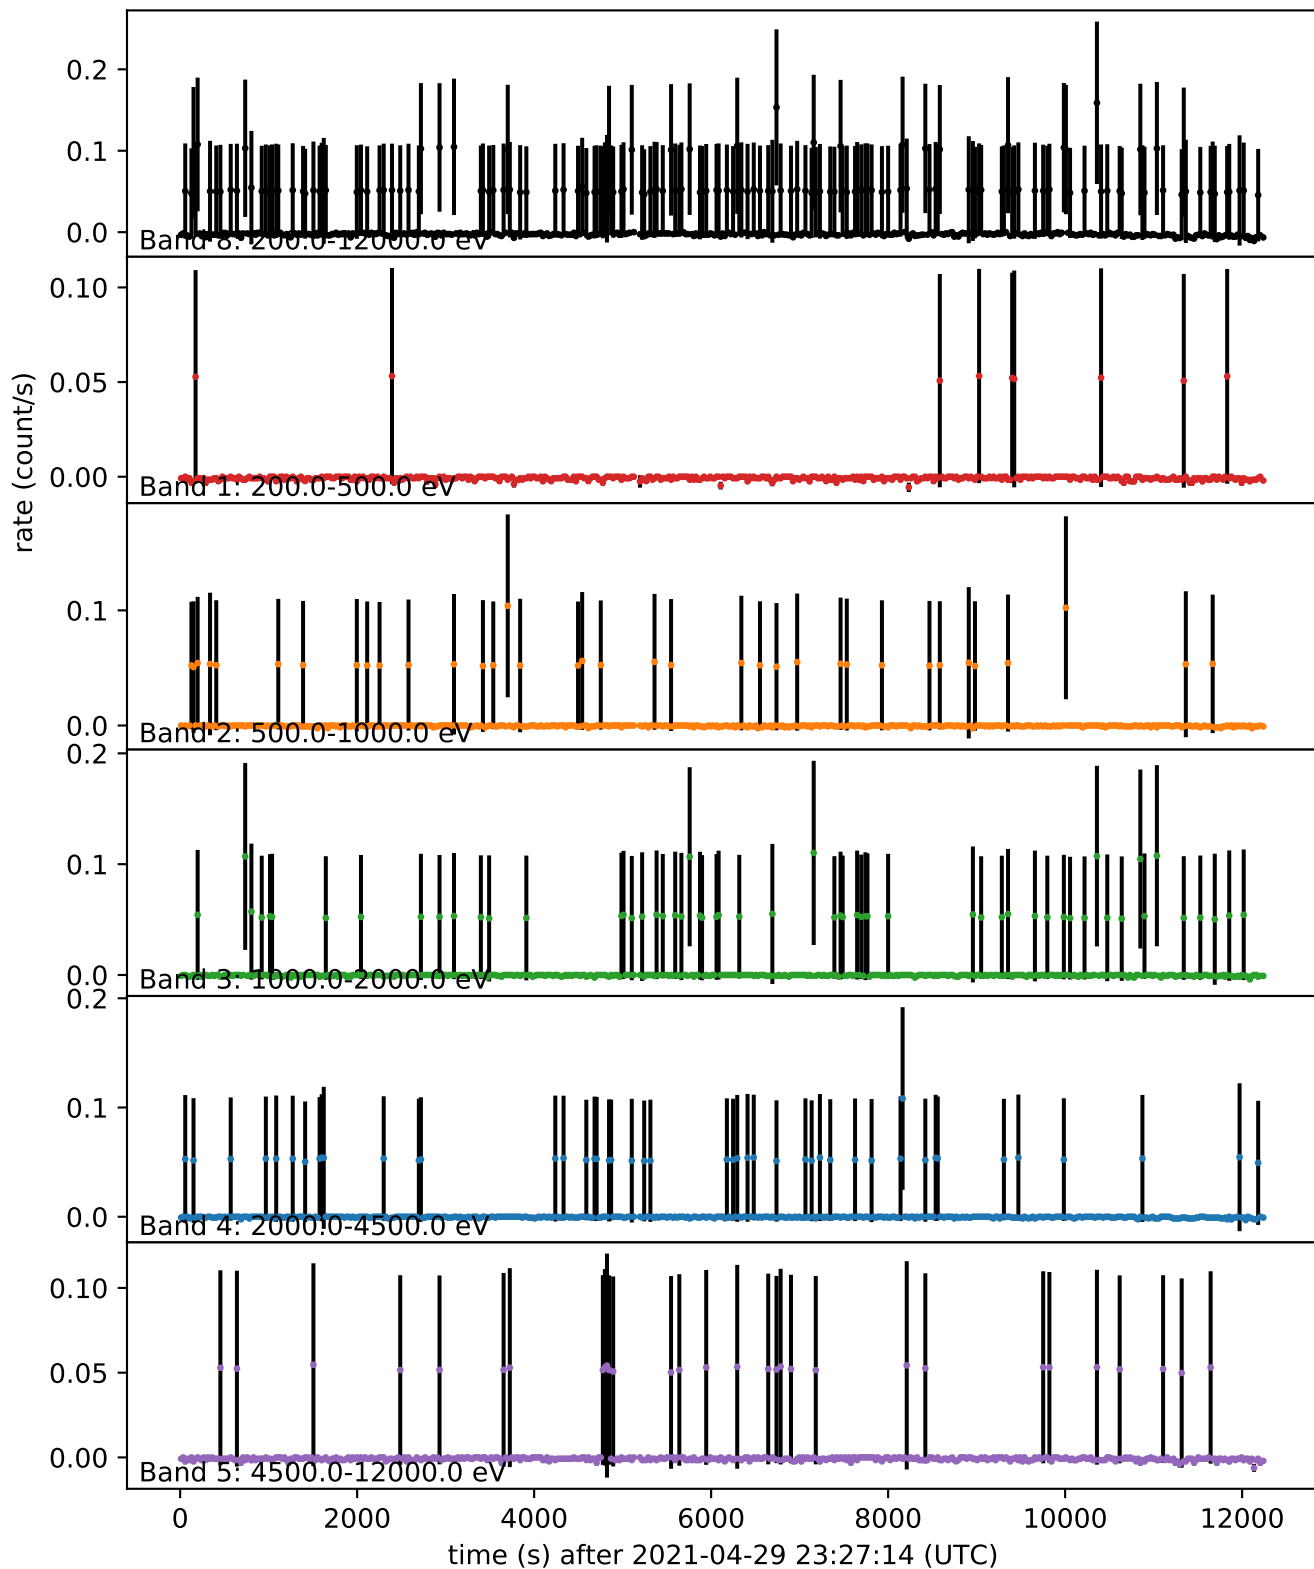 0.2
0.1
0.0
Band 8: 200.0-12000.0 eV
0.10
0.05
0.00
Band 1: 200.0-500.0 eV
rate (count/s)
0.1
0.0
Band 2: 500.0-1000.0 eV
0.2
0.1
0.0
Band 3: 1000.0-2000.0 eV
0.2
0.1
0.0
Band 4: 2000.0-4500.0 eV
0.10
0.05
0.00
Band 5: 4500.0-12000.0 eV
0 2000 4000 6000 8000 10000 12000
time (s) after 2021-04-29 23:27:14 (UTC)